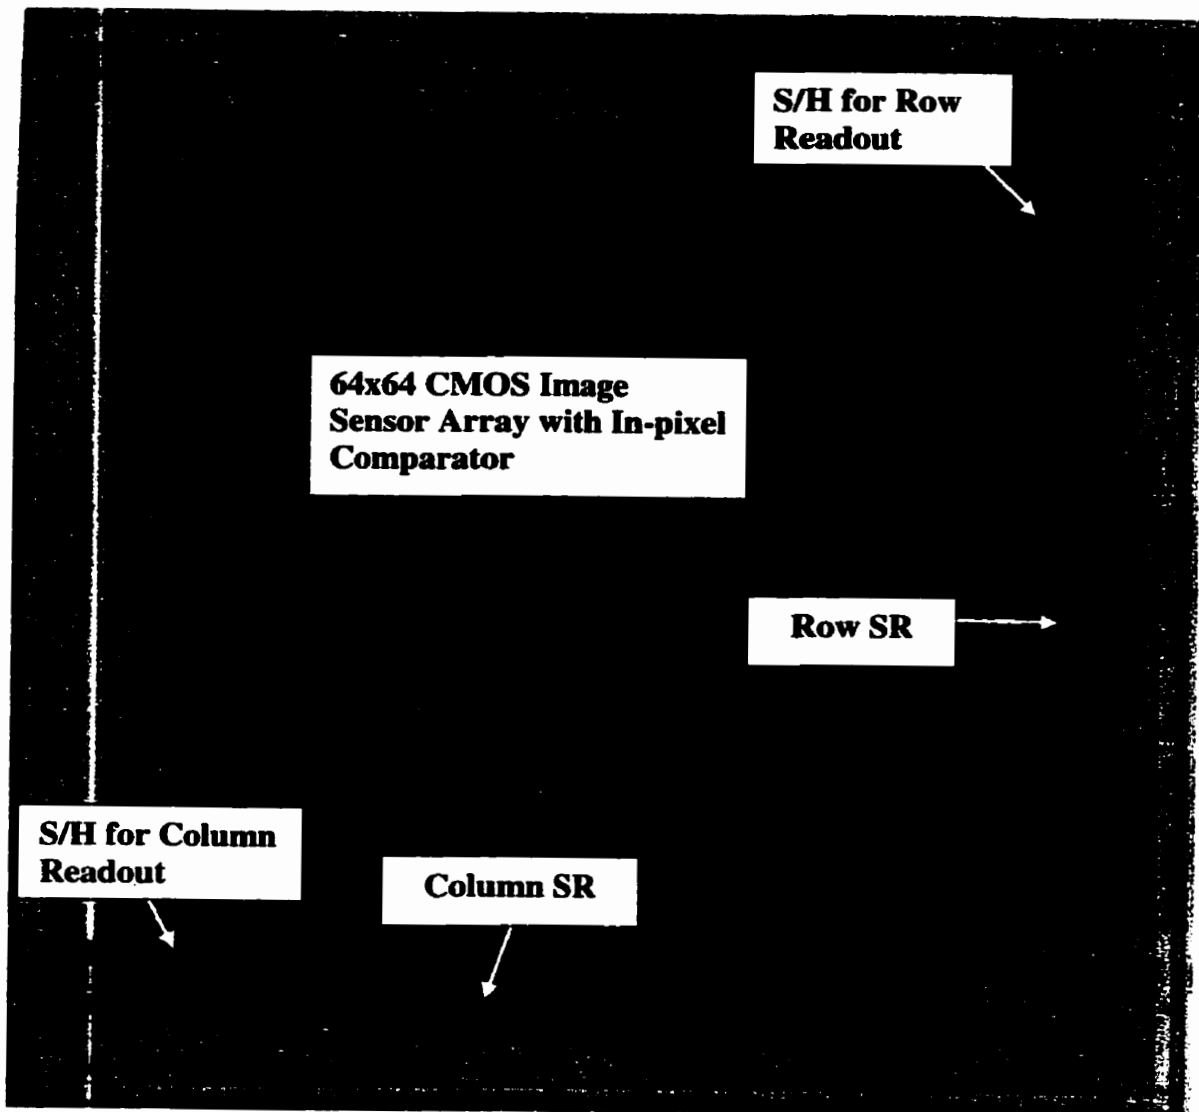 S/H for Row
Readout
64x64 CMOS Image
Sensor Array with In-pixel
Comparator
Row SR
S/H for Column
Readout
Column SR